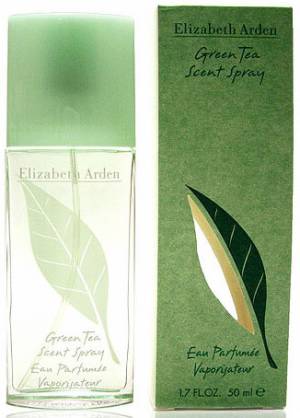 Elizabeth Arden
Green Tea
Scent Spray
Eau Parfumée
Vaporisateur
Elizabeth Arden
Green Tea
Scent Spray
Eau Parfumée
Vaporisateur
1.7 FL.OZ. 50 ml e